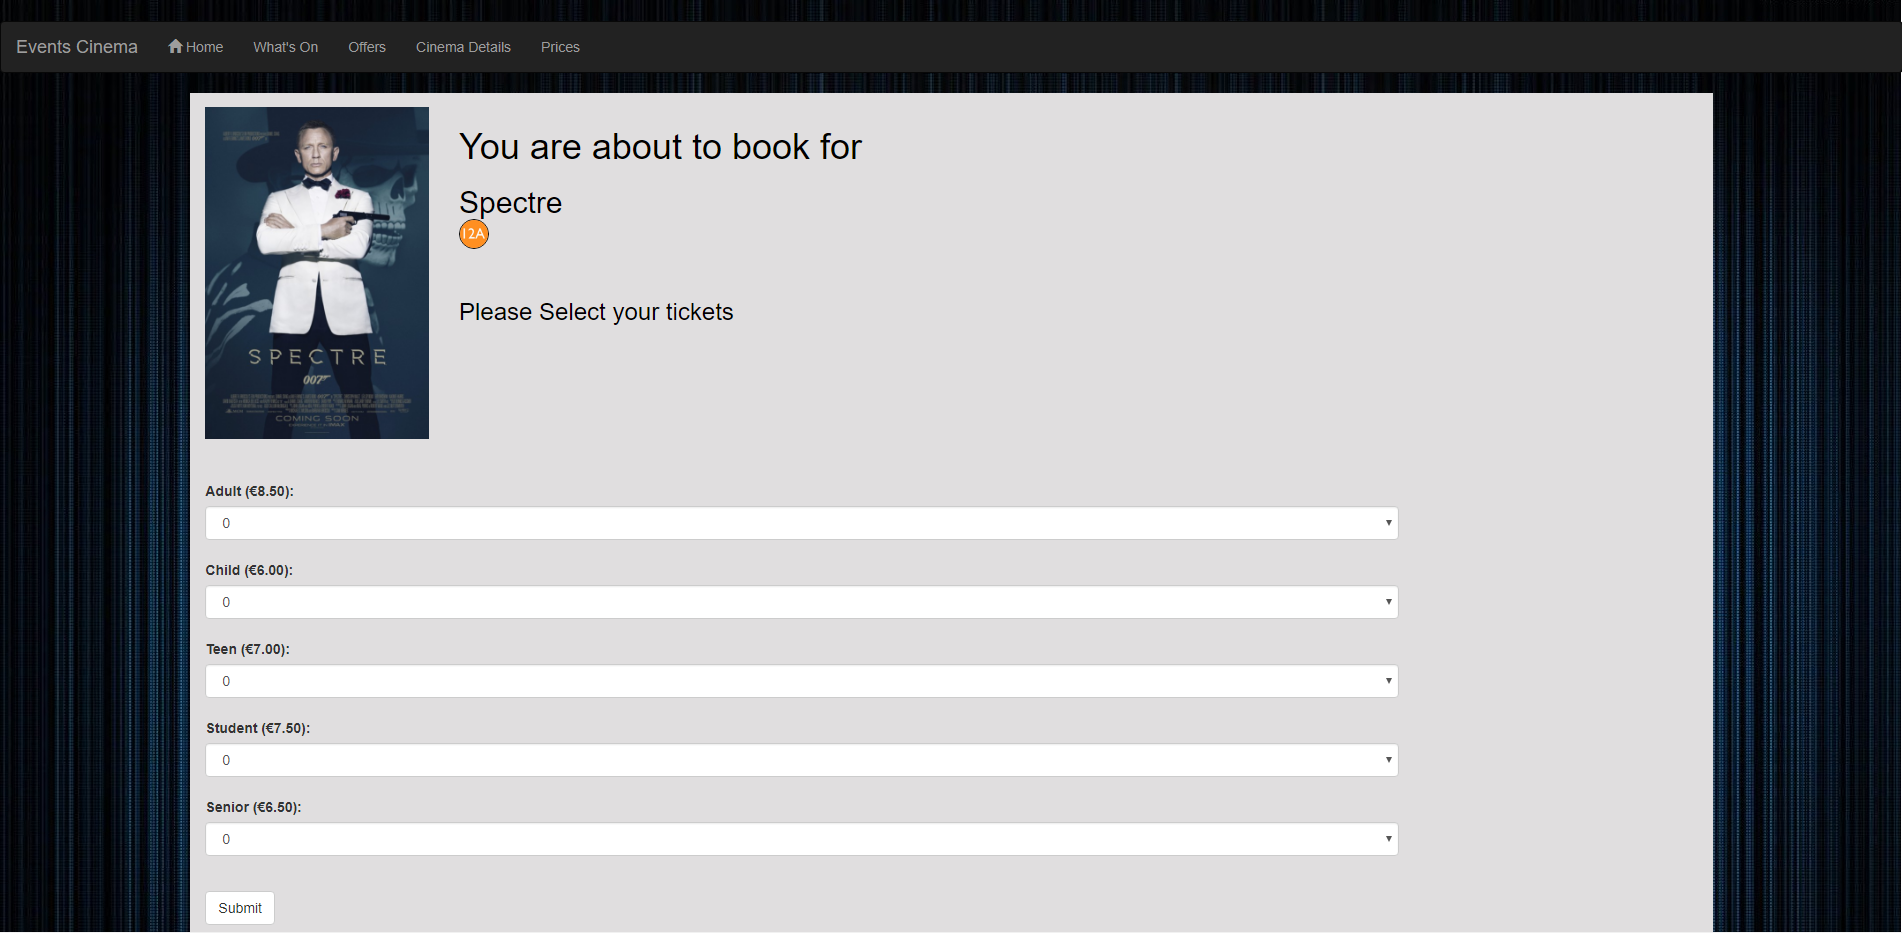 Events Cinema Home What's On Offers Cinema Details Prices
You are about to book for
Spectre
12A
Please Select your tickets
SPECTRE
007
COMING SOON
Adult (€8.50):
0
Child (€6.00):
0
Teen (€7.00):
0
Student (€7.50):
0
Senior (€6.50):
0
Submit